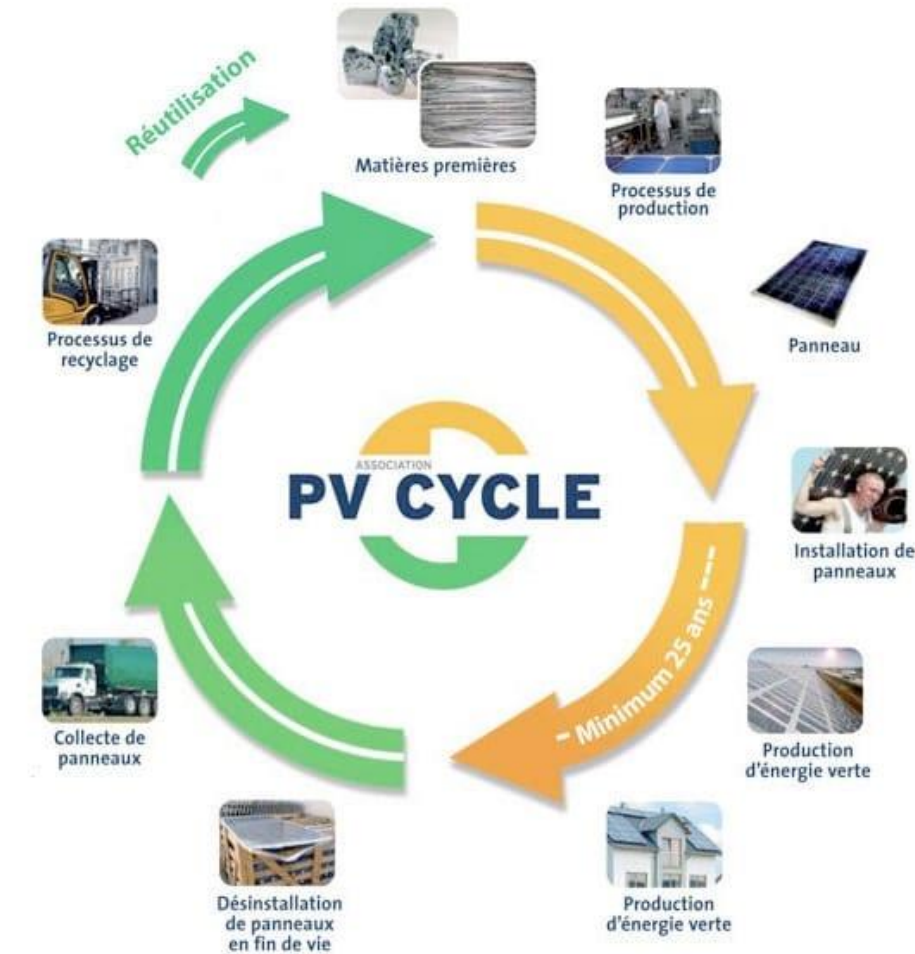 Réutilisation
Matières premières
Processus de
production
Panneau
Installation de
panneaux
Minimum 25 ans
Production
d'énergie verte
Production
d'énergie verte
Désinstallation
de panneaux
en fin de vie
Collecte de
panneaux
Processus de
recyclage
ASSOCIATION
PV CYCLE